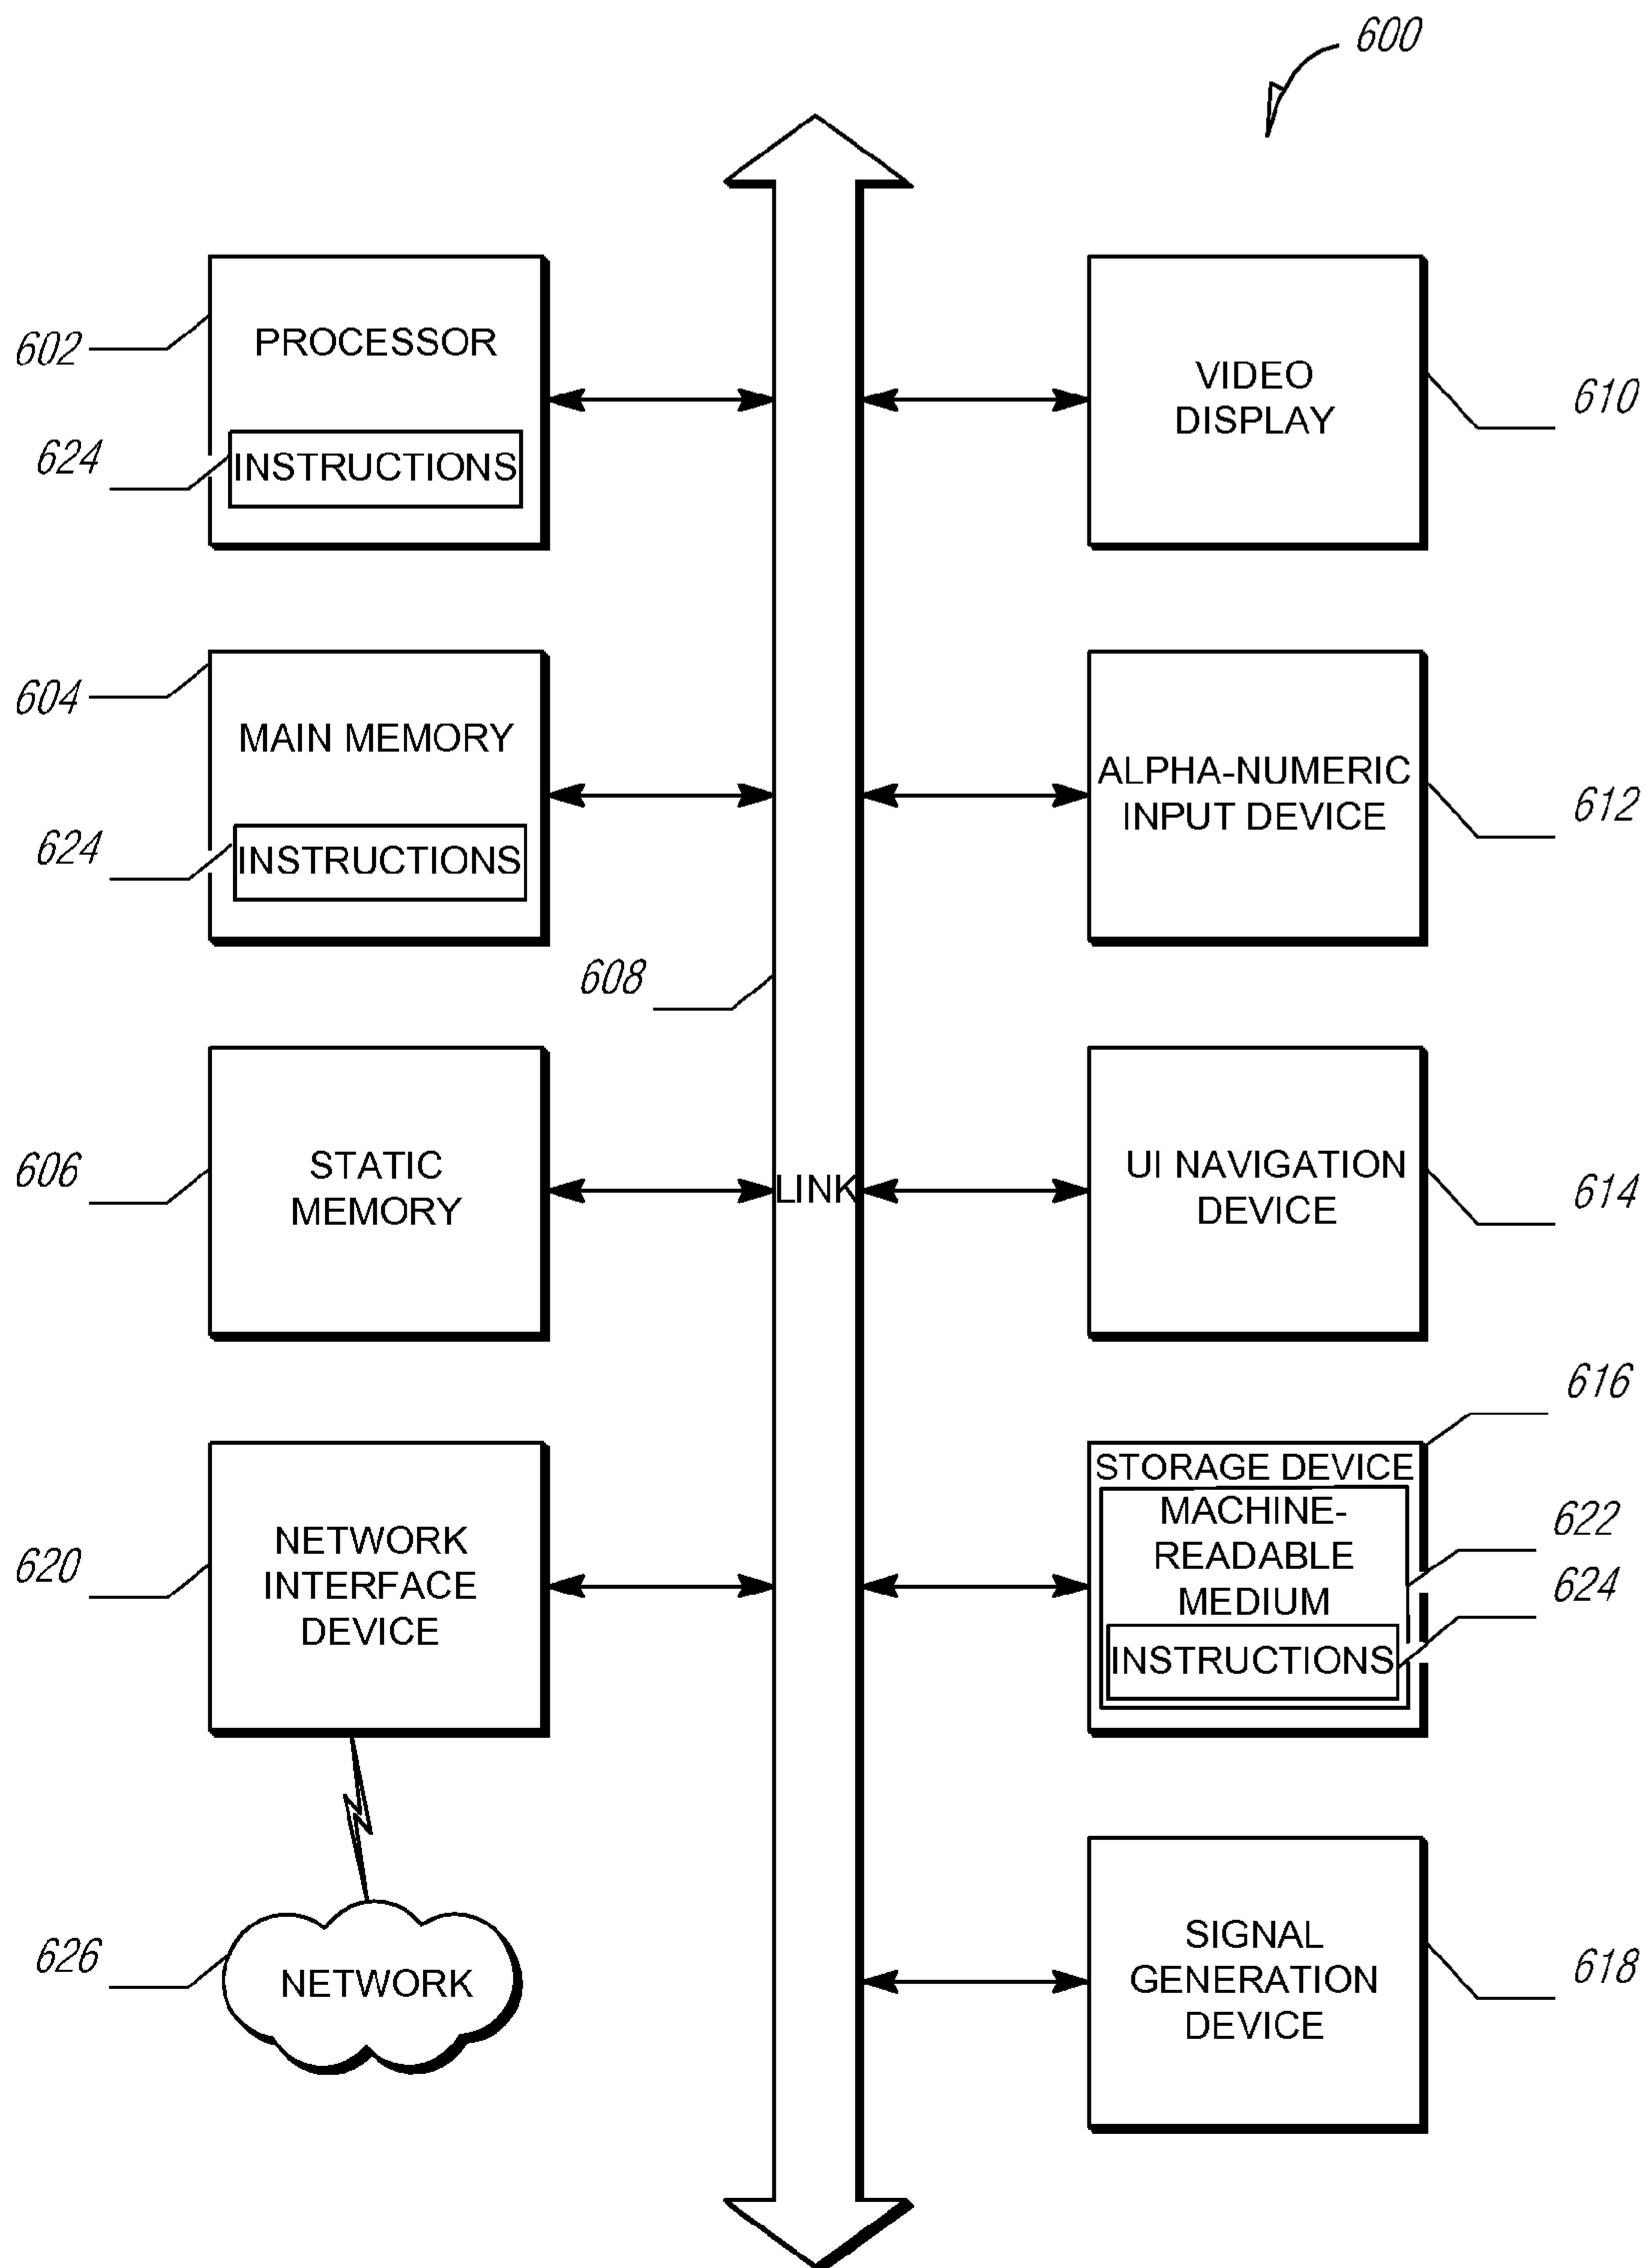 600
602
PROCESSOR
624
INSTRUCTIONS
VIDEO
DISPLAY
610
604
MAIN MEMORY
624
INSTRUCTIONS
ALPHA-NUMERIC
INPUT DEVICE
612
608
606
STATIC
MEMORY
LINK
UI NAVIGATION
DEVICE
614
616
620
NETWORK
INTERFACE
DEVICE
STORAGE DEVICE
MACHINE-
READABLE
MEDIUM
622
624
INSTRUCTIONS
626
NETWORK
SIGNAL
GENERATION
DEVICE
618